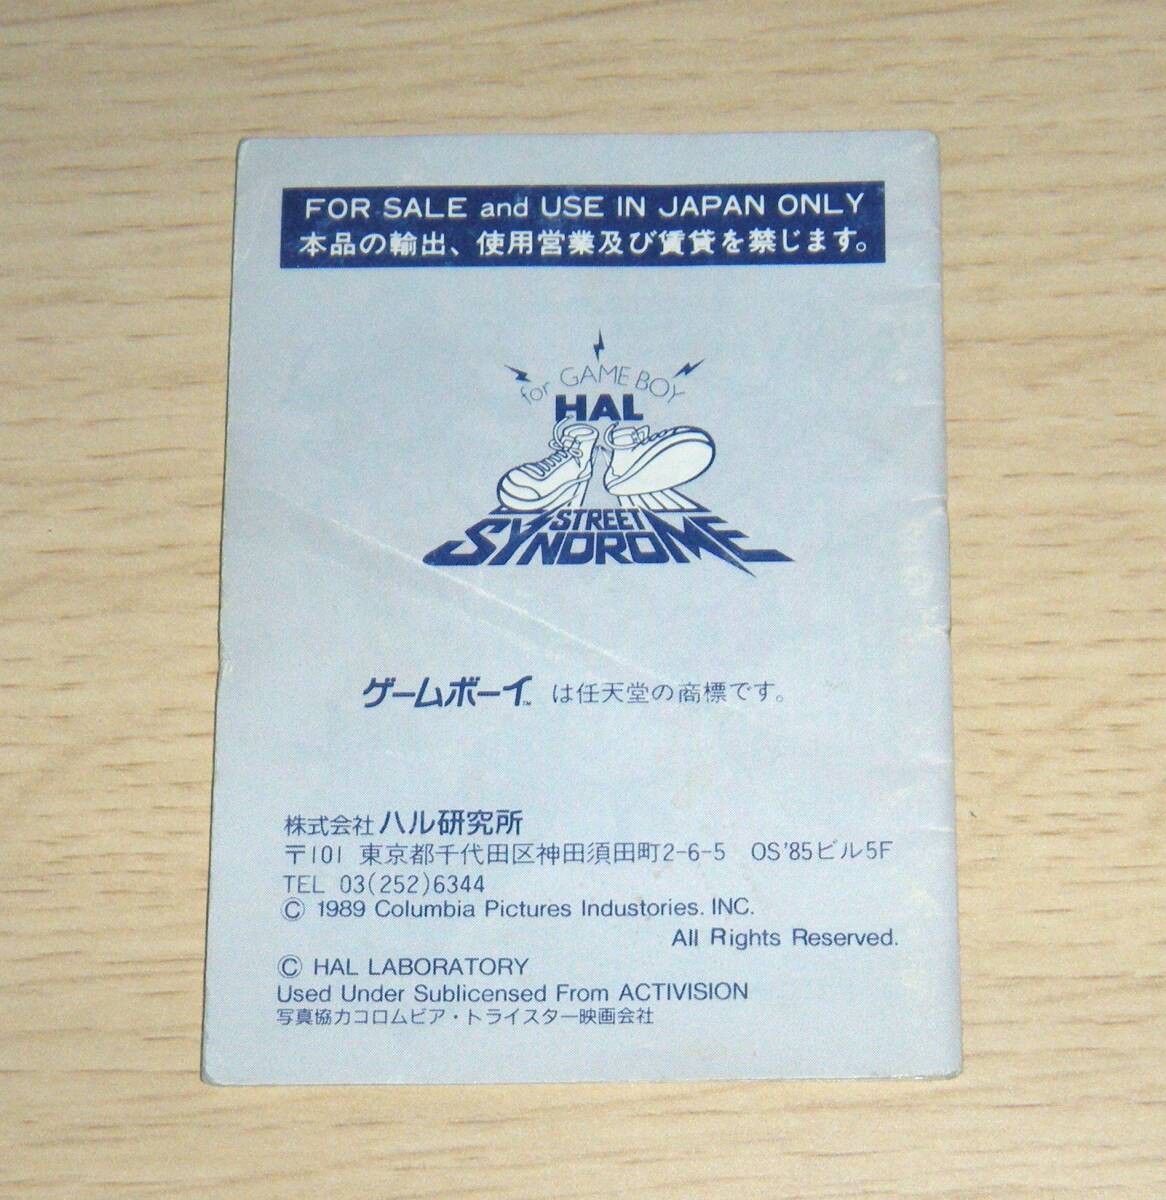 FOR SALE and USE IN JAPAN ONLY
本品の輸出、使用営業及び賃貸を禁じます。
for GAME BOY
HAL
STREET
SYNDROME
ゲームボーイ™ は任天堂の商標です。
株式会社ハル研究所
〒101 東京都千代田区神田須田町2-6-5 OS'85ビル5F
TEL 03(252)6344
© 1989 Columbia Pictures Industories. INC.
All Rights Reserved.
© HAL LABORATORY
Used Under Sublicensed From ACTIVISION
写真協力コロムビア・トライスター映画会社